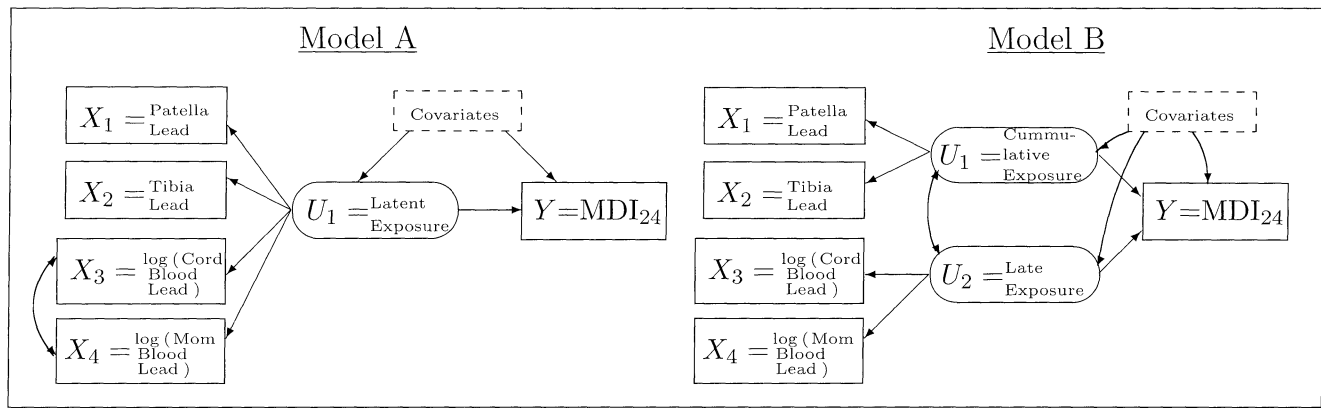 Model A
X₁ = Patella Lead
X₂ = Tibia Lead
X₃ = log ( Cord Blood Lead )
X₄ = log ( Mom Blood Lead )
Covariates
U₁ = Latent Exposure
Y=MDI₂₄
Model B
X₁ = Patella Lead
X₂ = Tibia Lead
X₃ = log ( Cord Blood Lead )
X₄ = log ( Mom Blood Lead )
Covariates
U₁ = Cummu- lative Exposure
U₂ = Late Exposure
Y=MDI₂₄